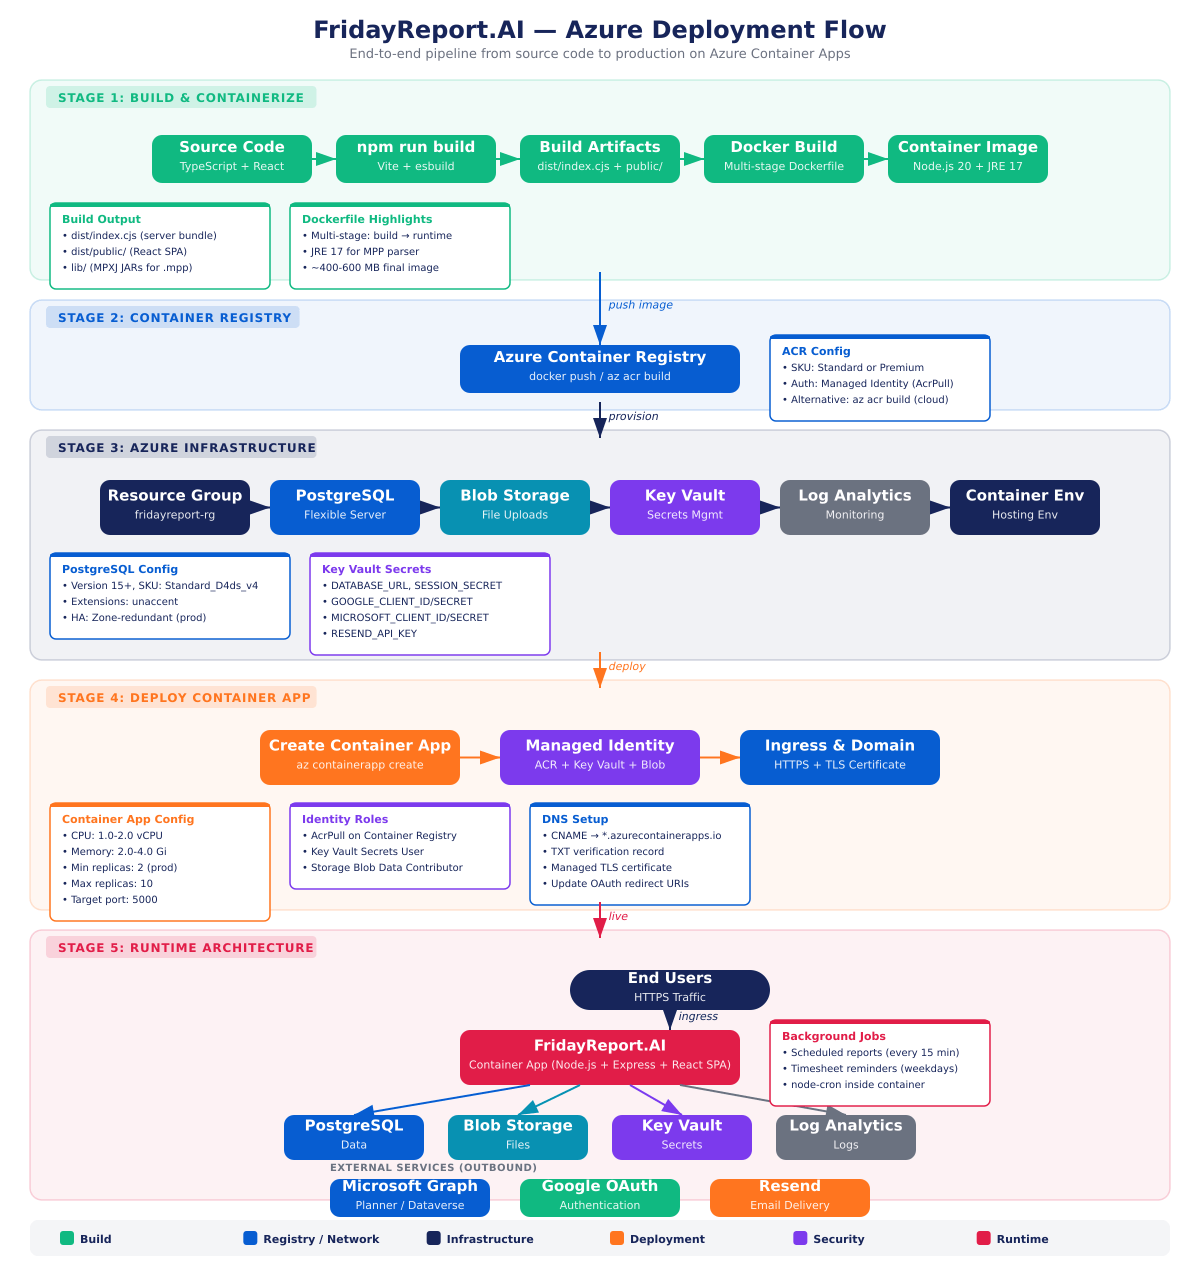 FridayReport.AI — Azure Deployment Flow
End-to-end pipeline from source code to production on Azure Container Apps
STAGE 1: BUILD & CONTAINERIZE
Source Code
TypeScript + React
npm run build
Vite + esbuild
Build Artifacts
dist/index.cjs + public/
Docker Build
Multi-stage Dockerfile
Container Image
Node.js 20 + JRE 17
Build Output
• dist/index.cjs (server bundle)
• dist/public/ (React SPA)
• lib/ (MPXJ JARs for .mpp)
Dockerfile Highlights
• Multi-stage: build → runtime
• JRE 17 for MPP parser
• ~400-600 MB final image
push image
STAGE 2: CONTAINER REGISTRY
Azure Container Registry
docker push / az acr build
ACR Config
• SKU: Standard or Premium
• Auth: Managed Identity (AcrPull)
• Alternative: az acr build (cloud)
provision
STAGE 3: AZURE INFRASTRUCTURE
Resource Group
fridayreport-rg
PostgreSQL
Flexible Server
Blob Storage
File Uploads
Key Vault
Secrets Mgmt
Log Analytics
Monitoring
Container Env
Hosting Env
PostgreSQL Config
• Version 15+, SKU: Standard_D4ds_v4
• Extensions: unaccent
• HA: Zone-redundant (prod)
Key Vault Secrets
• DATABASE_URL, SESSION_SECRET
• GOOGLE_CLIENT_ID/SECRET
• MICROSOFT_CLIENT_ID/SECRET
• RESEND_API_KEY
deploy
STAGE 4: DEPLOY CONTAINER APP
Create Container App
az containerapp create
Managed Identity
ACR + Key Vault + Blob
Ingress & Domain
HTTPS + TLS Certificate
Container App Config
• CPU: 1.0-2.0 vCPU
• Memory: 2.0-4.0 Gi
• Min replicas: 2 (prod)
• Max replicas: 10
• Target port: 5000
Identity Roles
• AcrPull on Container Registry
• Key Vault Secrets User
• Storage Blob Data Contributor
DNS Setup
• CNAME → *.azurecontainerapps.io
• TXT verification record
• Managed TLS certificate
• Update OAuth redirect URIs
live
STAGE 5: RUNTIME ARCHITECTURE
End Users
HTTPS Traffic
ingress
FridayReport.AI
Container App (Node.js + Express + React SPA)
Background Jobs
• Scheduled reports (every 15 min)
• Timesheet reminders (weekdays)
• node-cron inside container
PostgreSQL
Data
Blob Storage
Files
Key Vault
Secrets
Log Analytics
Logs
EXTERNAL SERVICES (OUTBOUND)
Microsoft Graph
Planner / Dataverse
Google OAuth
Authentication
Resend
Email Delivery
Build
Registry / Network
Infrastructure
Deployment
Security
Runtime